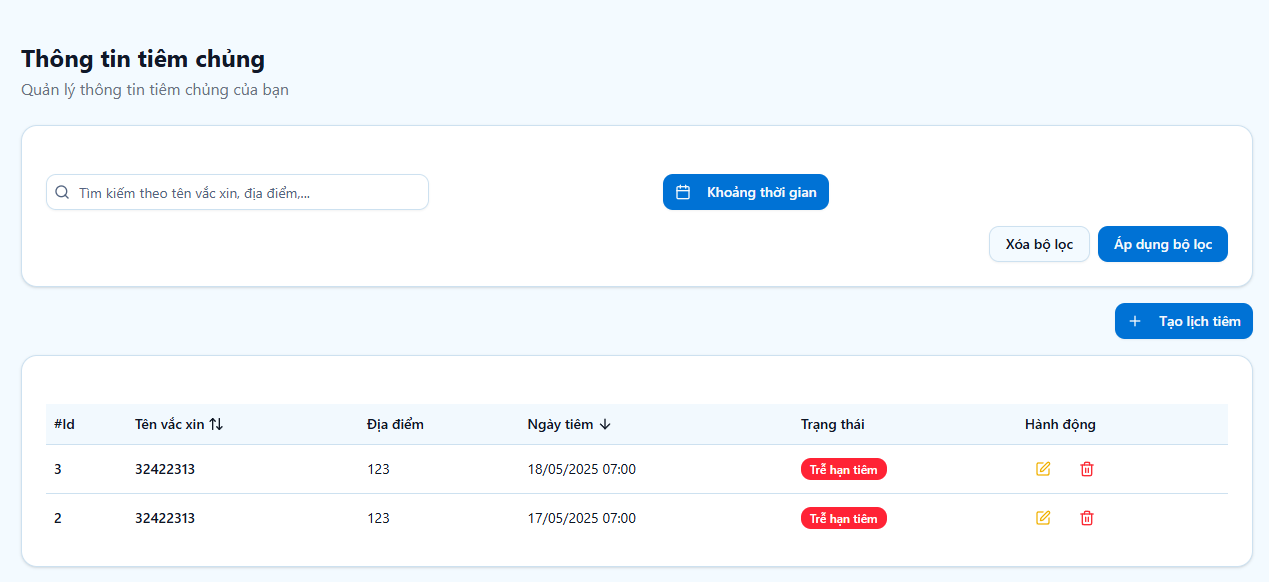 Thông tin tiêm chủng
Quản lý thông tin tiêm chủng của bạn
Tìm kiếm theo tên vắc xin, địa điểm,...
Khoảng thời gian
Xóa bộ lọc
Áp dụng bộ lọc
Tạo lịch tiêm
#Id Tên vắc xin Địa điểm Ngày tiêm Trạng thái Hành động
3 32422313 123 18/05/2025 07:00 Trễ hạn tiêm
2 32422313 123 17/05/2025 07:00 Trễ hạn tiêm